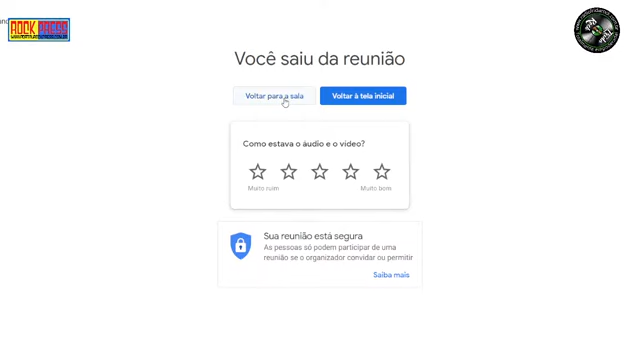 ROCK PRESS
Você saiu da reunião
Voltar para a sala
Voltar à tela inicial
Como estava o áudio e o vídeo?
Muito ruim
Muito bom
Sua reunião está segura
As pessoas só podem participar de uma
reunião se o organizador convidar ou permitir
Saiba mais